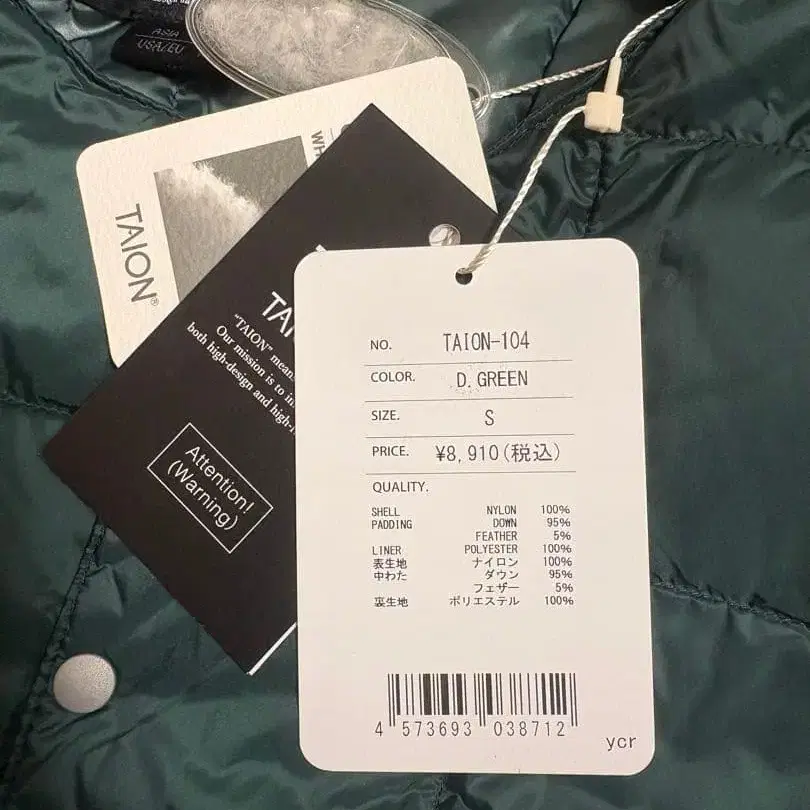 ASIA
USA/EU
WH
TAION®
TAI
"TAION" mean
Our mission is to in
both high-design and high-
Attention!
(Warning)
NO. TAION-104
COLOR. D.GREEN
SIZE. S
PRICE. ¥8,910(税込)
QUALITY.
SHELL NYLON 100%
PADDING DOWN 95%
FEATHER 5%
LINER POLYESTER 100%
表生地 ナイロン 100%
中わた ダウン 95%
フェザー 5%
裏生地 ポリエステル 100%
4 573693 038712
ycr